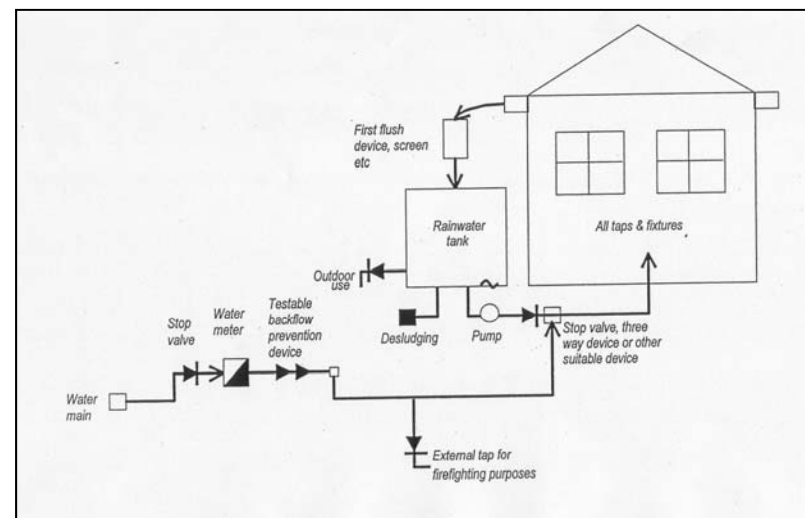 First flush
device, screen
etc
Rainwater
tank
All taps & fixtures
Outdoor
use
Testable
backflow
prevention
device
Water
meter
Stop
valve
Desludging
Pump
Stop valve, three
way device or other
suitable device
Water
main
External tap for
firefighting purposes